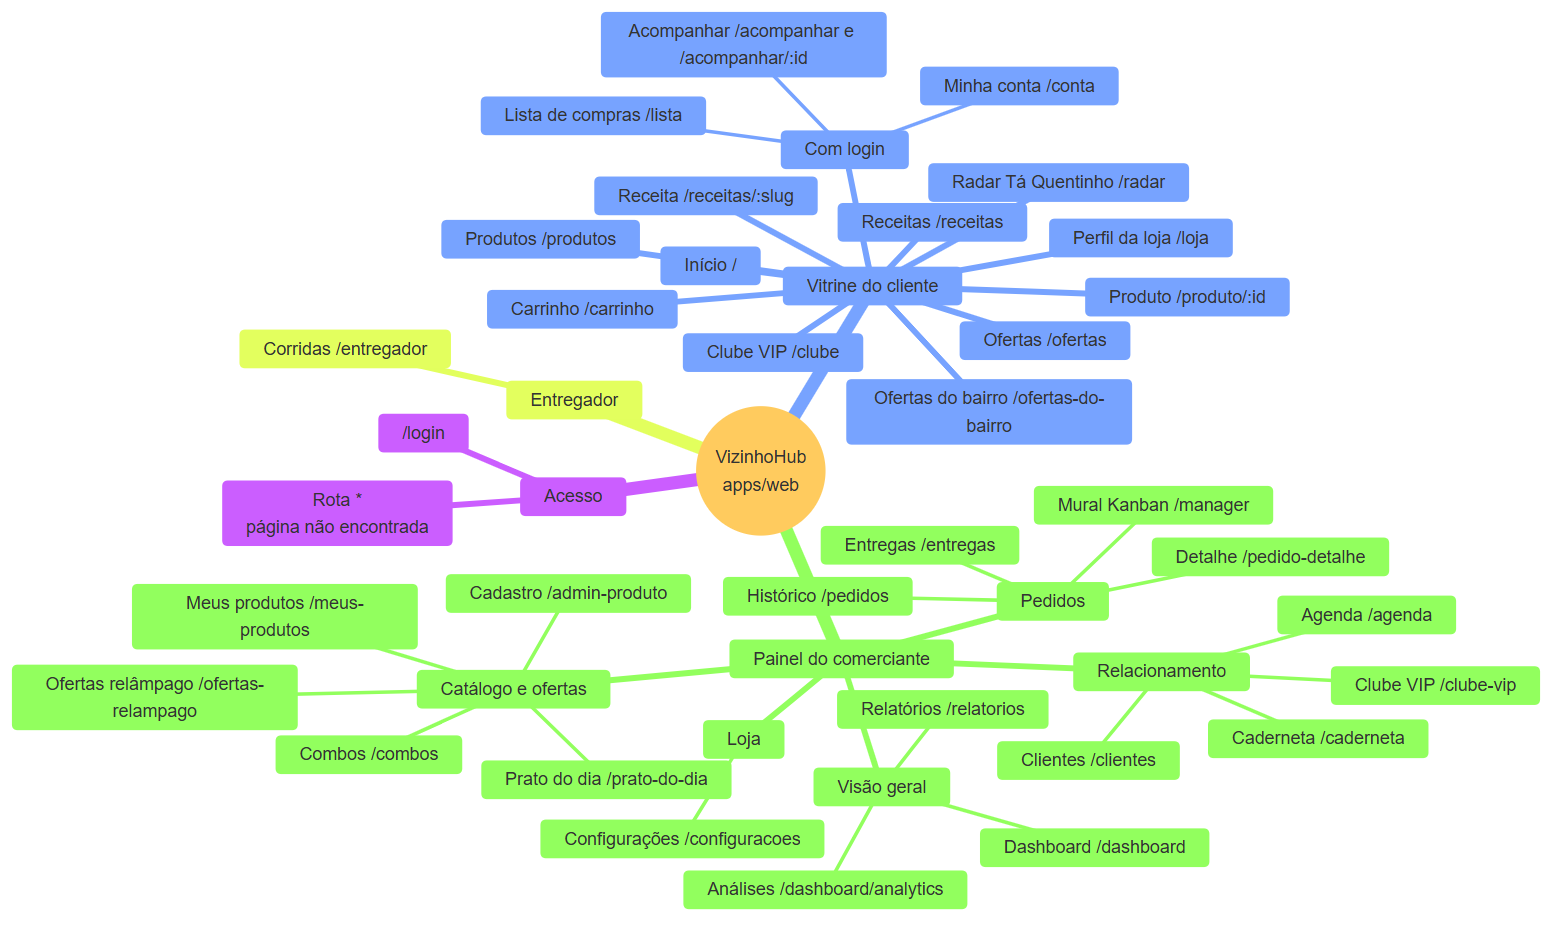 Acompanhar /acompanhar e
/acompanhar/:id
Minha conta /conta
Lista de compras /lista
Com login
Radar Tá Quentinho /radar
Receita /receitas/:slug
Receitas /receitas
Produtos /produtos
Perfil da loja /loja
Início /
Vitrine do cliente
Produto /produto/:id
Carrinho /carrinho
Ofertas /ofertas
Clube VIP /clube
Ofertas do bairro /ofertas-do-
bairro
Corridas /entregador
Entregador
/login
VizinhoHub
apps/web
Acesso
Rota *
página não encontrada
Mural Kanban /manager
Entregas /entregas
Detalhe /pedido-detalhe
Histórico /pedidos
Pedidos
Cadastro /admin-produto
Meus produtos /meus-
produtos
Agenda /agenda
Painel do comerciante
Relacionamento
Catálogo e ofertas
Clube VIP /clube-vip
Ofertas relâmpago /ofertas-
relampago
Relatórios /relatorios
Loja
Caderneta /caderneta
Combos /combos
Clientes /clientes
Prato do dia /prato-do-dia
Visão geral
Configurações /configuracoes
Dashboard /dashboard
Análises /dashboard/analytics